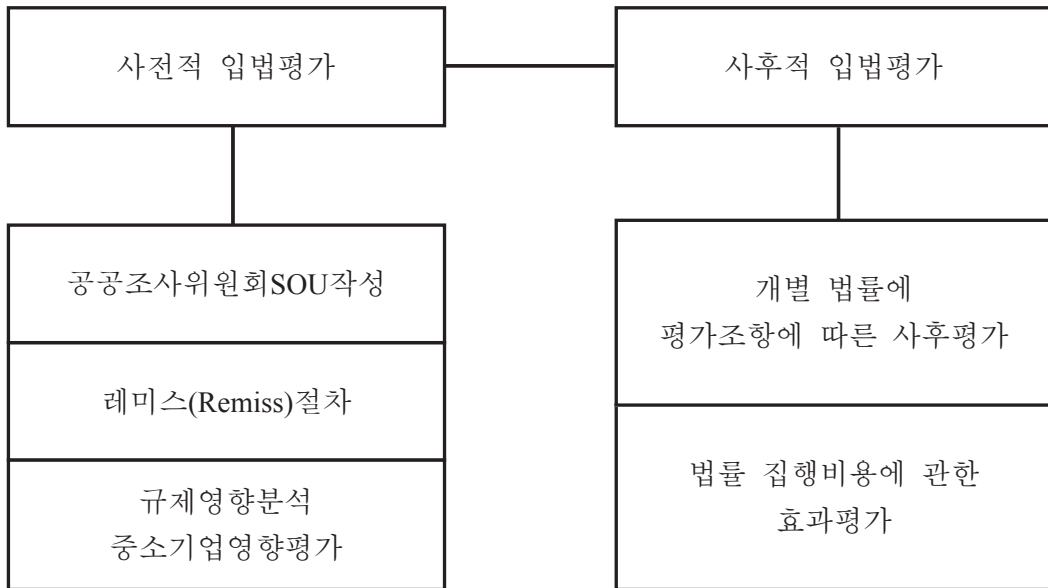 사전적 입법평가
사후적 입법평가
공공조사위원회SOU작성
레미스(Remiss)절차
규제영향분석
중소기업영향평가
개별 법률에
평가조항에 따른 사후평가
법률 집행비용에 관한
효과평가